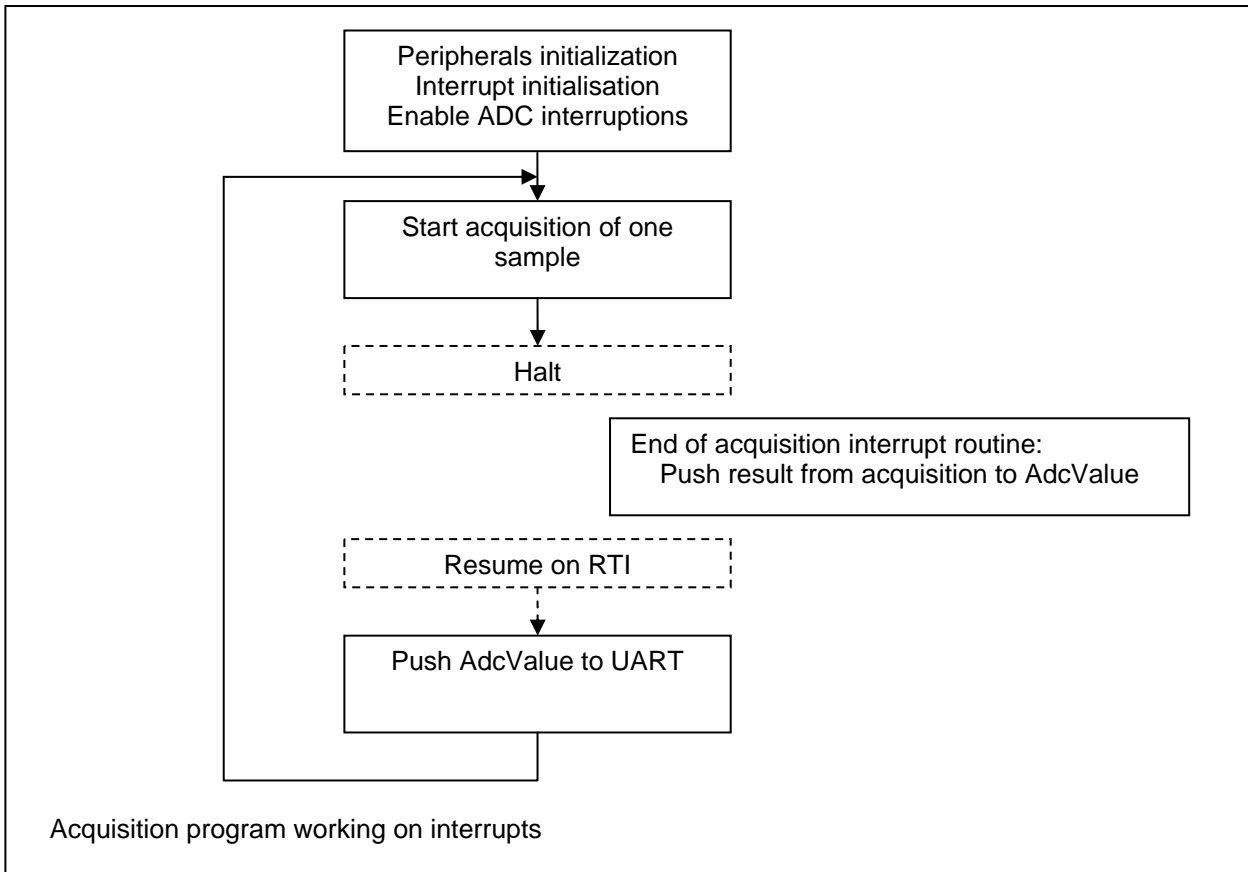 Peripherals initialization
Interrupt initialisation
Enable ADC interruptions
Start acquisition of one
sample
Halt
End of acquisition interrupt routine:
Push result from acquisition to AdcValue
Resume on RTI
Push AdcValue to UART
Acquisition program working on interrupts